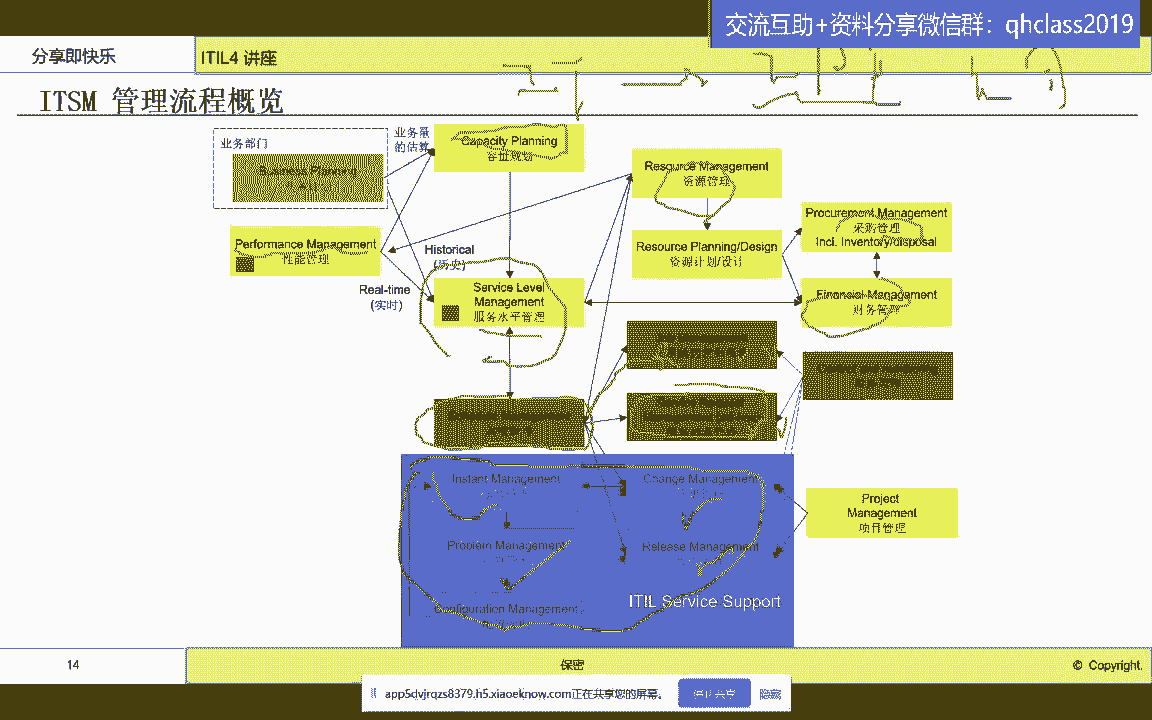 交流互助+资料分享微信群：qhclass2019
分享即快乐
ITIL4 讲座
ITSM 管理流程概览
业务部门
业务量
的估算
Capacity Planning
容量规划
Business Planning
Resource Management
资源管理
Performance Management
性能管理
Procurement Management
采购管理
Incl. Inventory/disposal
Resource Planning/Design
资源计划/设计
Historical
(历史)
Real-time
(实时)
Service Level
Management
服务水平管理
Financial Management
财务管理
Instant Management
Change Management
Problem Management
Release Management
Configuration Management
ITIL Service Support
Project
Management
项目管理
14
保密
© Copyright.
app5dvjrqzs8379.h5.xiaoeknow.com正在共享您的屏幕。
停止共享
隐藏